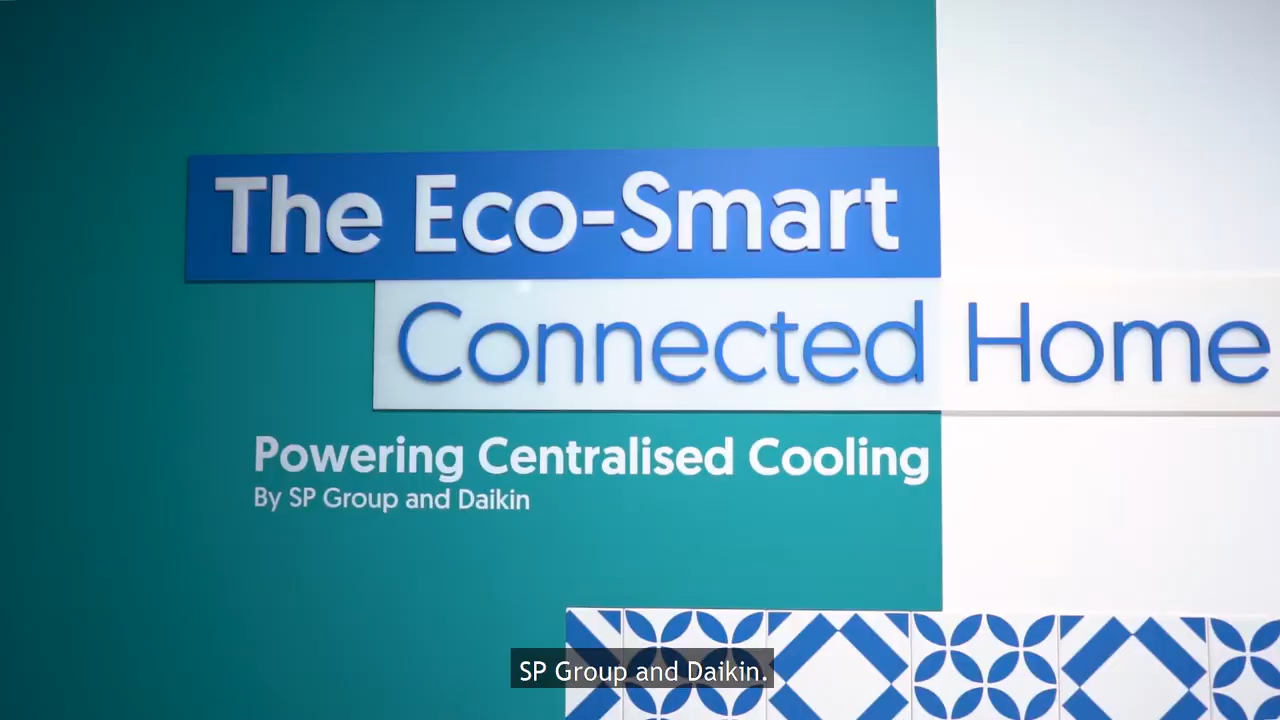 The Eco-Smart
Connected Home
Powering Centralised Cooling
By SP Group and Daikin
SP Group and Daikin.